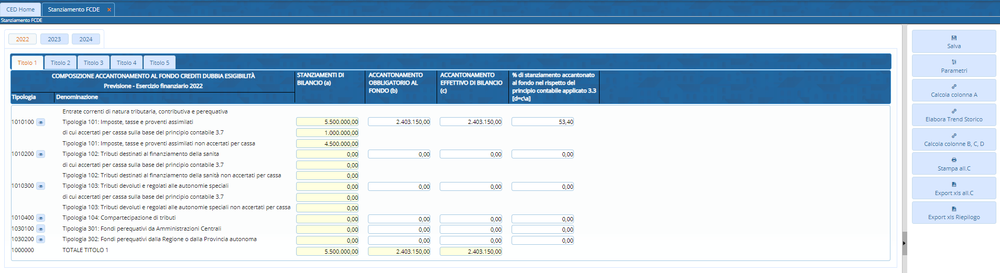 CED Home
Stanziamento FCDE
Stanziamento FCDE
2022
2023
2024
Titolo 1
Titolo 2
Titolo 3
Titolo 4
Titolo 5
COMPOSIZIONE ACCANTONAMENTO AL FONDO CREDITI DUBBIA ESIGIBILITÀ
Previsione - Esercizio finanziario 2022
Tipologia
Denominazione
STANZIAMENTI DI
BILANCIO (a)
ACCANTONAMENTO
OBBLIGATORIO AL
FONDO (b)
ACCANTONAMENTO
EFFETTIVO DI BILANCIO
(c)
% di stanziamento accantonato
al fondo nel rispetto del
principio contabile applicato 3.3
[d=c\a]
Entrate correnti di natura tributaria, contributiva e perequativa
1010100 Tipologia 101: Imposte, tasse e proventi assimilati 5.500.000,00 2.403.150,00 2.403.150,00 53,40
di cui accertati per cassa sulla base del principio contabile 3.7 1.000.000,00
Tipologia 101: Imposte, tasse e proventi assimilati non accertati per cassa 4.500.000,00
1010200 Tipologia 102: Tributi destinati al finanziamento della sanita 0,00 0,00 0,00 0,00
di cui accertati per cassa sulla base del principio contabile 3.7 0,00
Tipologia 102: Tributi destinati al finanziamento della sanità non accertati per cassa 0,00
1010300 Tipologia 103: Tributi devoluti e regolati alle autonomie speciali 0,00 0,00 0,00 0,00
di cui accertati per cassa sulla base del principio contabile 3.7 0,00
Tipologia 103: Tributi devoluti e regolati alle autonomie speciali non accertati per cassa 0,00
1010400 Tipologia 104: Compartecipazione di tributi 0,00 0,00 0,00 0,00
1030100 Tipologia 301: Fondi perequativi da Amministrazioni Centrali 0,00 0,00 0,00 0,00
1030200 Tipologia 302: Fondi perequativi dalla Regione o dalla Provincia autonoma 0,00 0,00 0,00 0,00
1000000 TOTALE TITOLO 1 5.500.000,00 2.403.150,00 2.403.150,00
Salva
Parametri
Calcola colonna A
Elabora Trend Storico
Calcola colonne B, C, D
Stampa all.C
Export xls all.C
Export xls Riepilogo